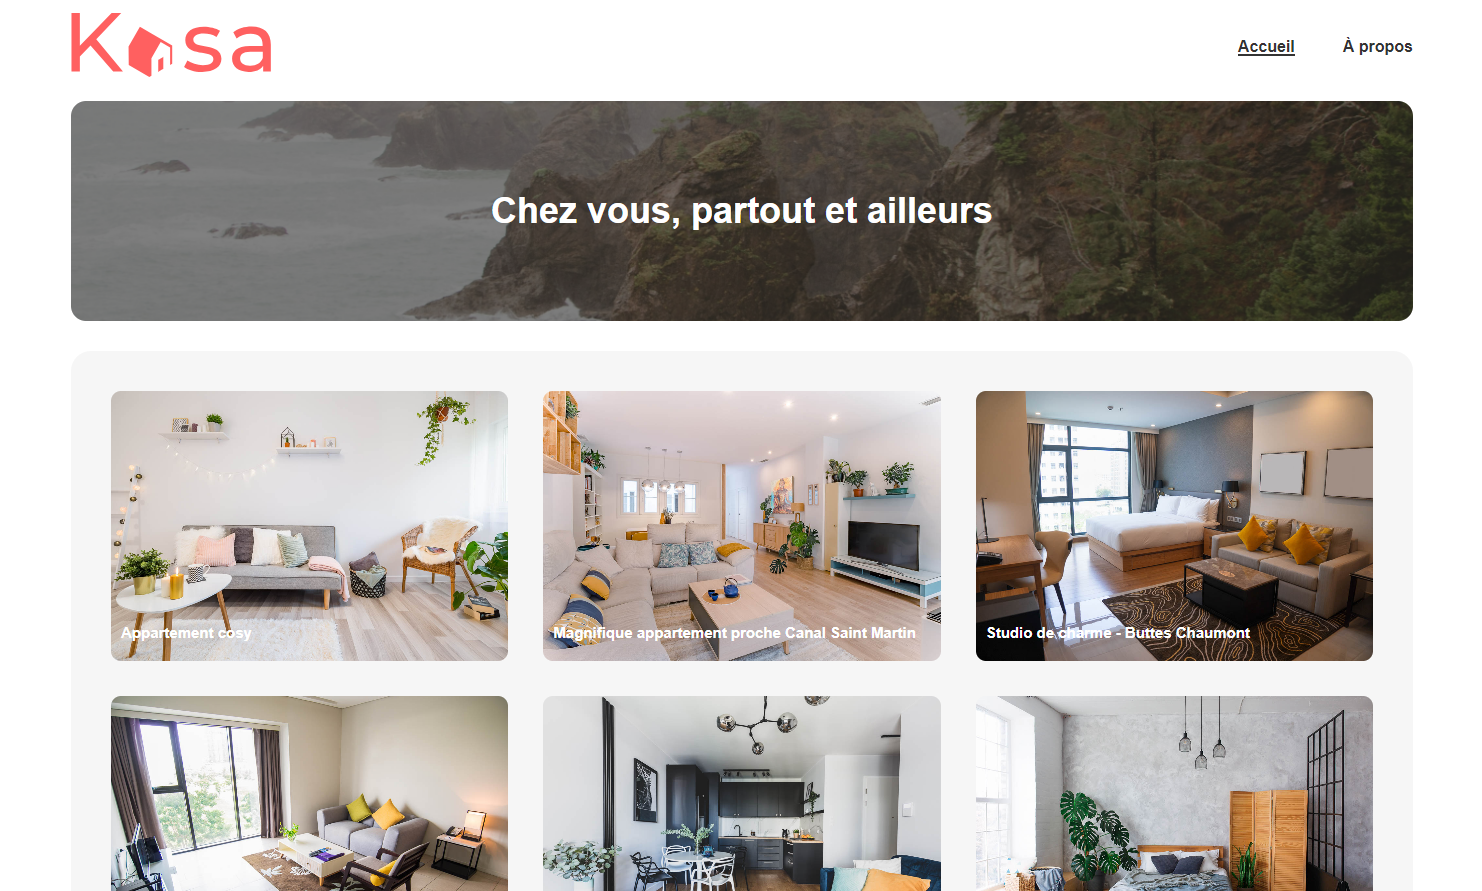 Kasa
Accueil
À propos
Chez vous, partout et ailleurs
Appartement cosy
Magnifique appartement proche Canal Saint Martin
Studio de charme - Buttes Chaumont